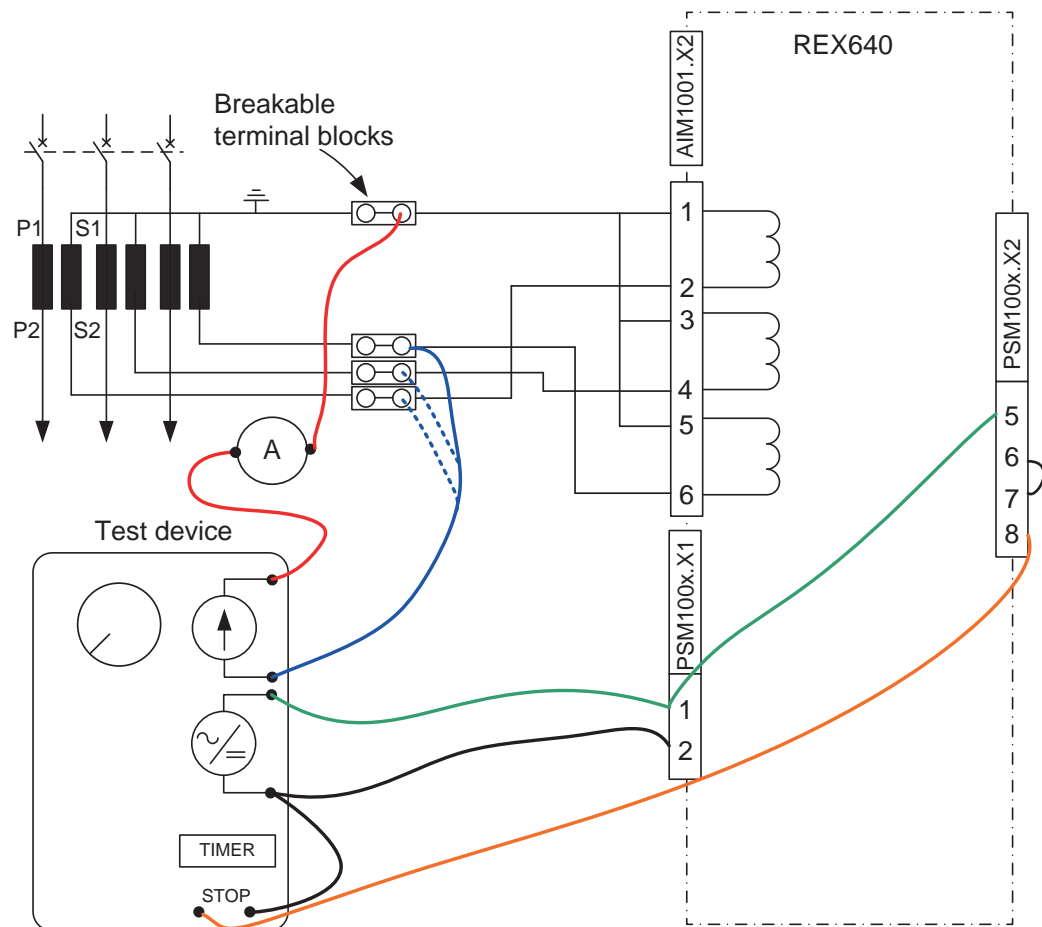 REX640
AIM1001.X2
Breakable
terminal blocks
P1
S1
P2
S2
1
2
3
4
5
6
PSM100x.X2
5
6
7
8
A
Test device
PSM100x.X1
1
2
TIMER
STOP